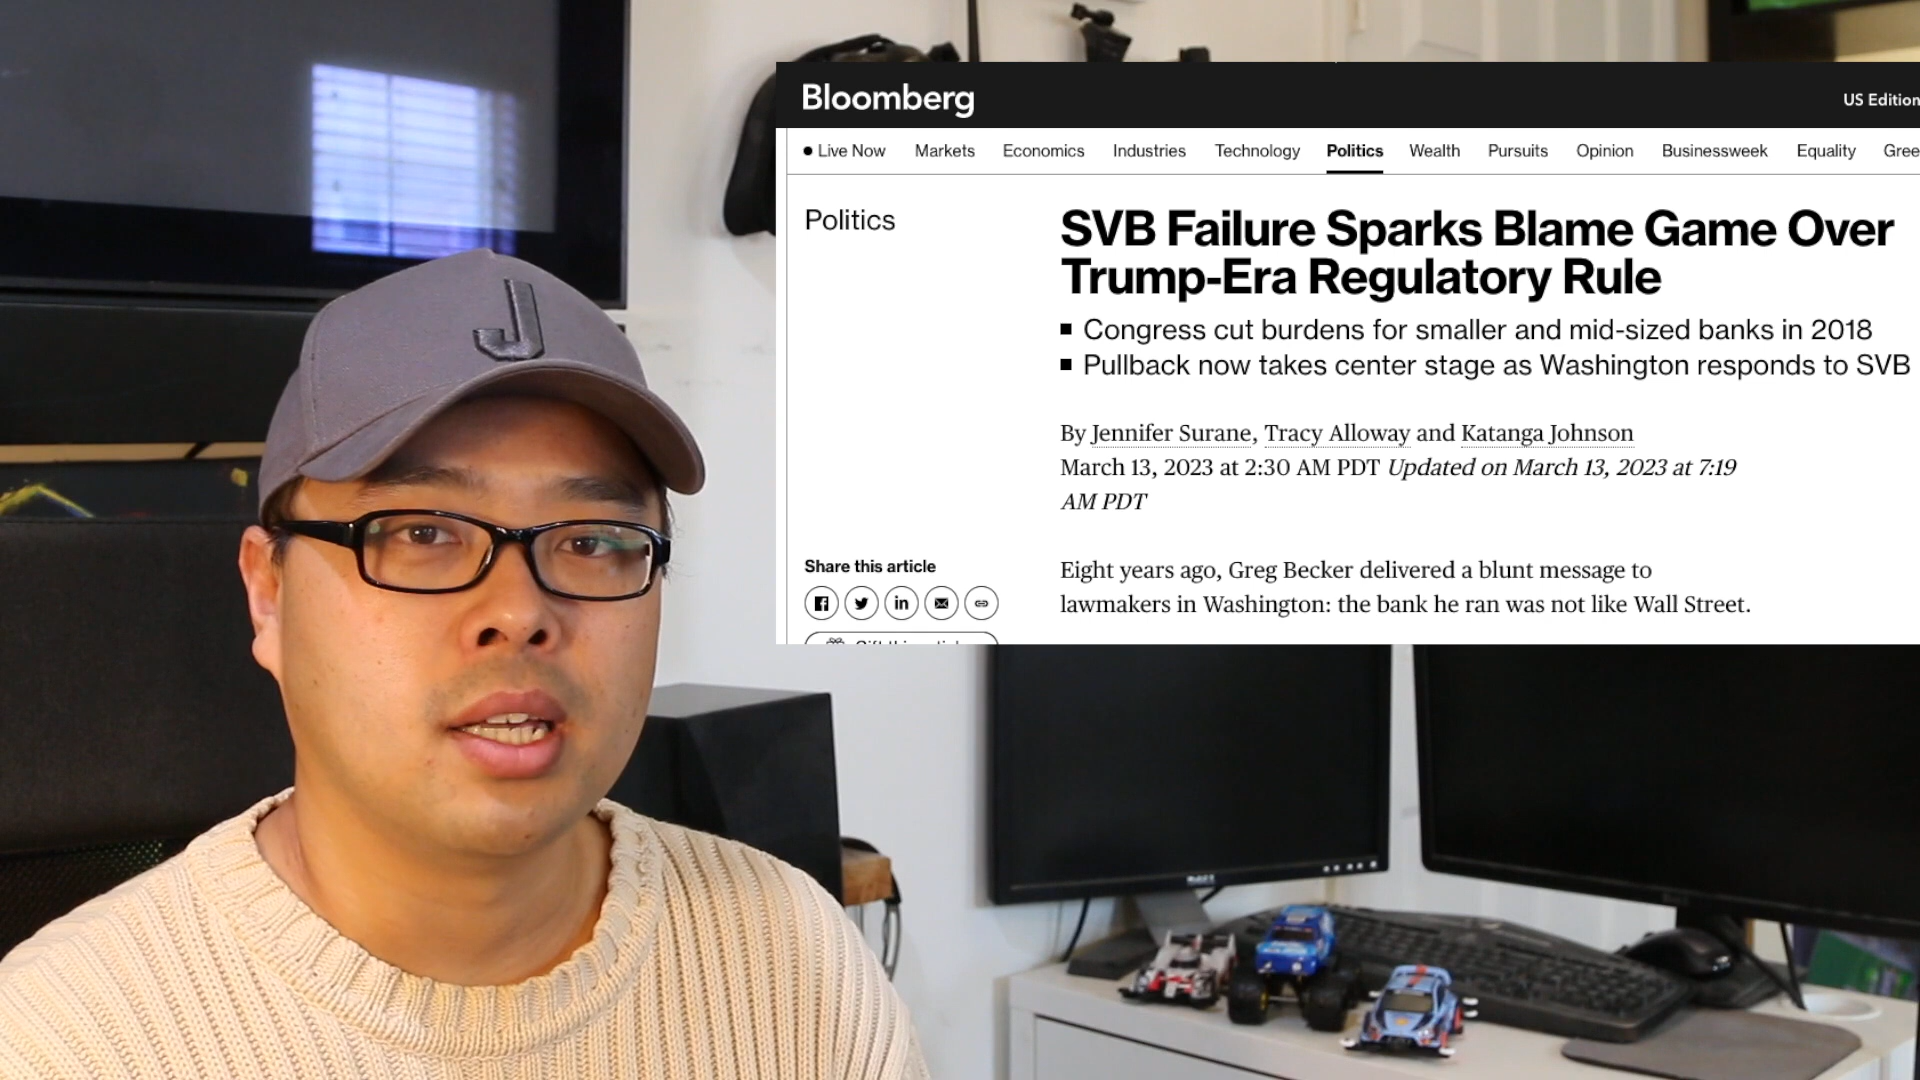 J
Bloomberg
US Edition
Live Now Markets Economics Industries Technology Politics Wealth Pursuits Opinion Businessweek Equality Gree
Politics
SVB Failure Sparks Blame Game Over
Trump-Era Regulatory Rule
Congress cut burdens for smaller and mid-sized banks in 2018
Pullback now takes center stage as Washington responds to SVB
By Jennifer Surane, Tracy Alloway and Katanga Johnson
March 13, 2023 at 2:30 AM PDT Updated on March 13, 2023 at 7:19
AM PDT
Share this article
Eight years ago, Greg Becker delivered a blunt message to
lawmakers in Washington: the bank he ran was not like Wall Street.